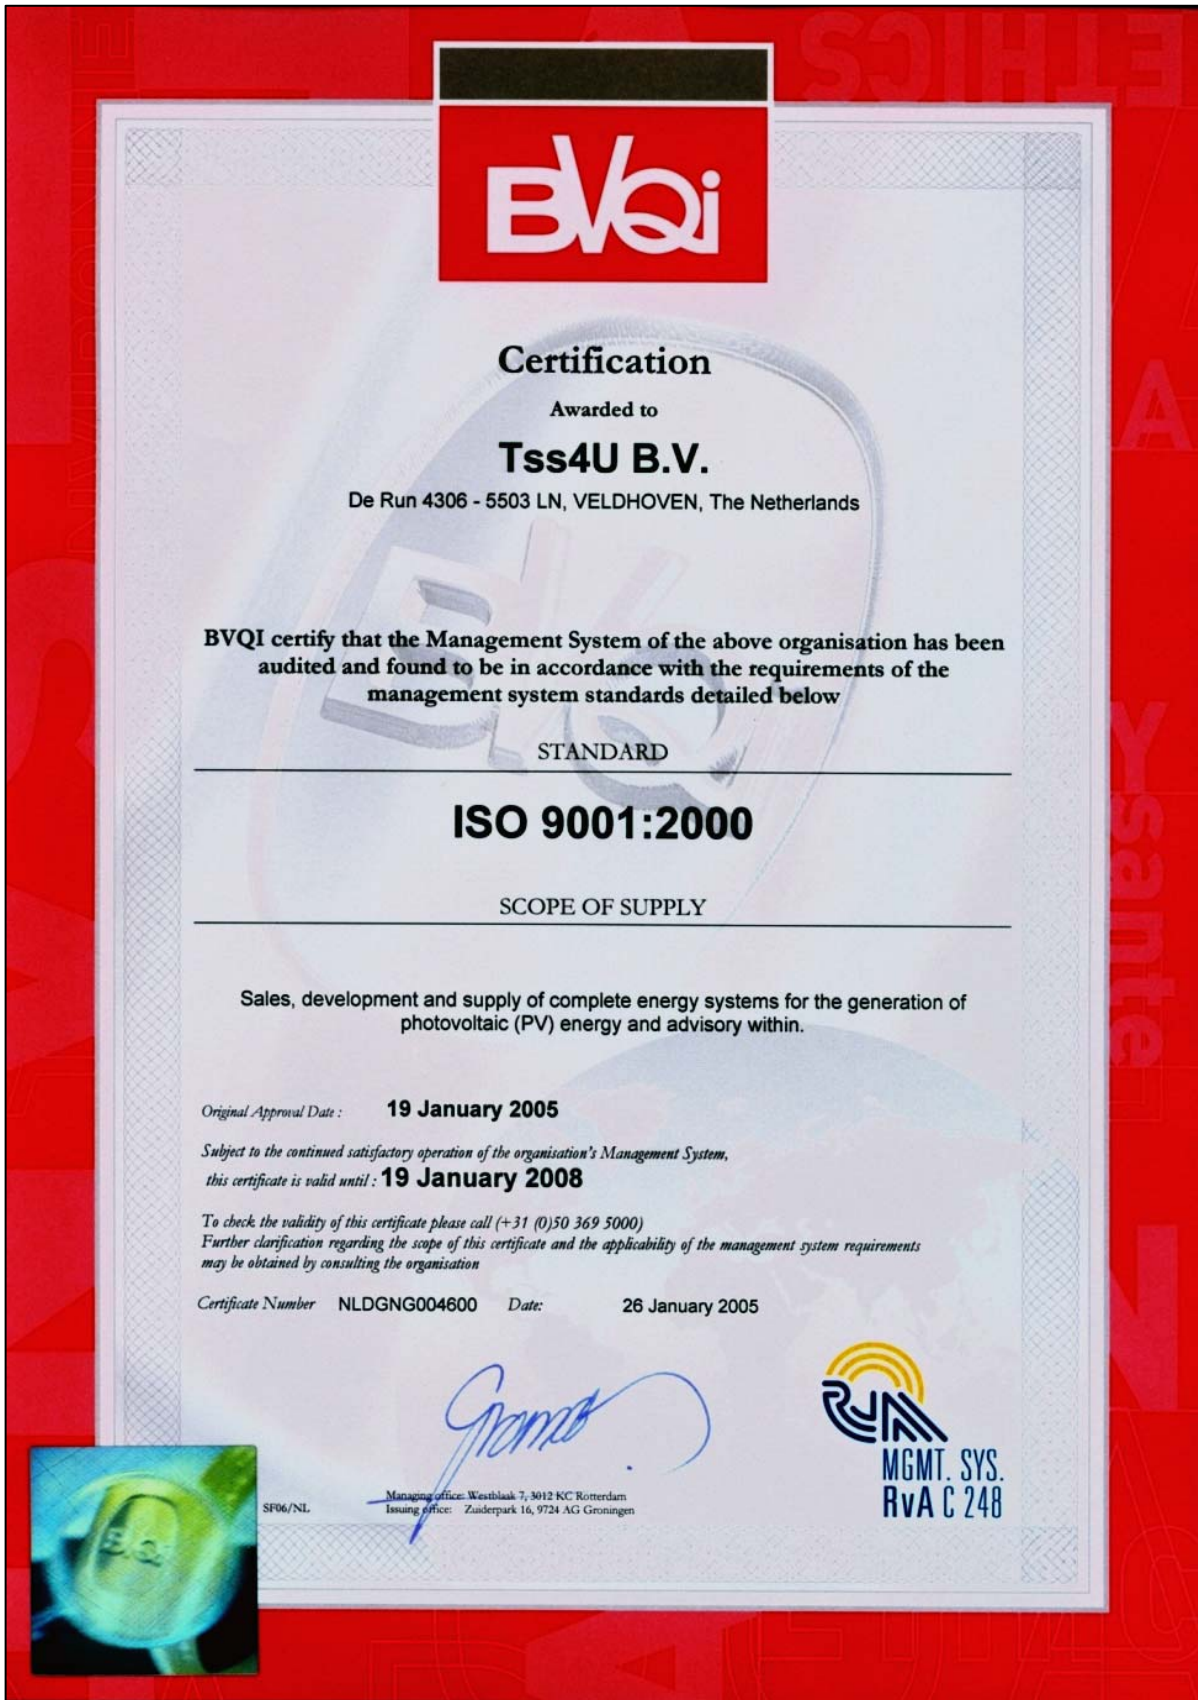 ETHICS
BVQi
A
Ysante
Certification
Awarded to
Tss4U B.V.
De Run 4306 - 5503 LN, VELDHOVEN, The Netherlands
BVQI certify that the Management System of the above organisation has been
audited and found to be in accordance with the requirements of the
management system standards detailed below
STANDARD
ISO 9001:2000
SCOPE OF SUPPLY
Sales, development and supply of complete energy systems for the generation of
photovoltaic (PV) energy and advisory within.
Original Approval Date : 19 January 2005
Subject to the continued satisfactory operation of the organisation's Management System,
this certificate is valid until : 19 January 2008
To check the validity of this certificate please call (+31 (0)50 369 5000)
Further clarification regarding the scope of this certificate and the applicability of the management system requirements
may be obtained by consulting the organisation
Certificate Number NLDGNG004600 Date: 26 January 2005
RvA
MGMT. SYS.
RvA C 248
SF06/NL
Managing office: Westblaak 7, 3012 KC Rotterdam
Issuing office: Zuiderpark 16, 9724 AG Groningen
BVQi